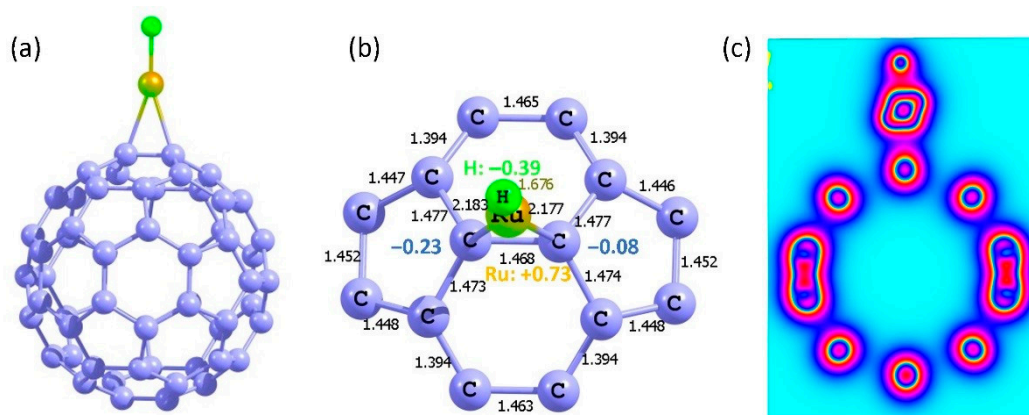 (a)
(b)
(c)
1.465
C C
1.394 1.394
H: −0.39
C C
1.447 H 1.676 1.446
C 2.183 Ru 2.177 C
1.477 1.477
−0.23 C C −0.08
1.452 1.468 1.452
Ru: +0.73
1.473 1.474
C C
C C
1.448 1.448
1.394 1.394
C C
1.463